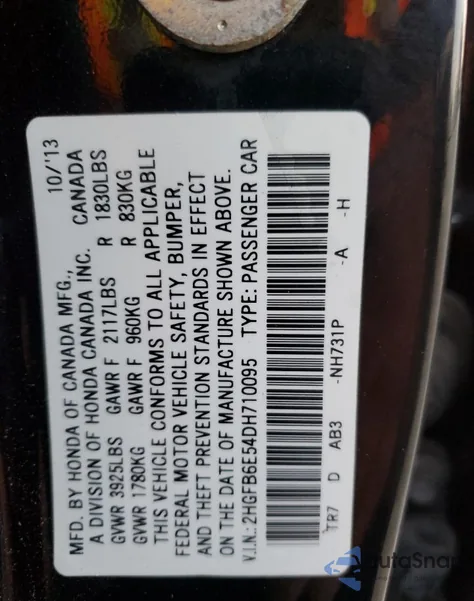 MFD. BY HONDA OF CANADA MFG., 10/'13
A DIVISION OF HONDA CANADA INC. CANADA
GVWR 3925LBS GAWR F 2117LBS R 1830LBS
GVWR 1780KG GAWR F 960KG R 830KG
THIS VEHICLE CONFORMS TO ALL APPLICABLE
FEDERAL MOTOR VEHICLE SAFETY, BUMPER,
AND THEFT PREVENTION STANDARDS IN EFFECT
ON THE DATE OF MANUFACTURE SHOWN ABOVE.
V.I.N.: 2HGFB6E54DH710095 TYPE: PASSENGER CAR
TR7 D AB3 -NH731P -A -H
AutaSnap